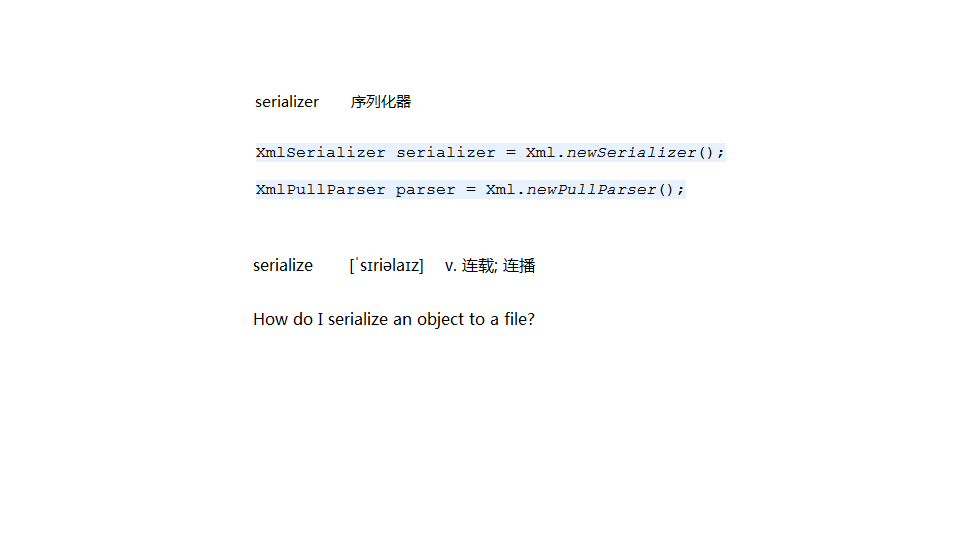 serializer 序列化器
XmlSerializer serializer = Xml.newSerializer();
XmlPullParser parser = Xml.newPullParser();
serialize [ˈsɪriəlaɪz] v. 连载; 连播
How do I serialize an object to a file?